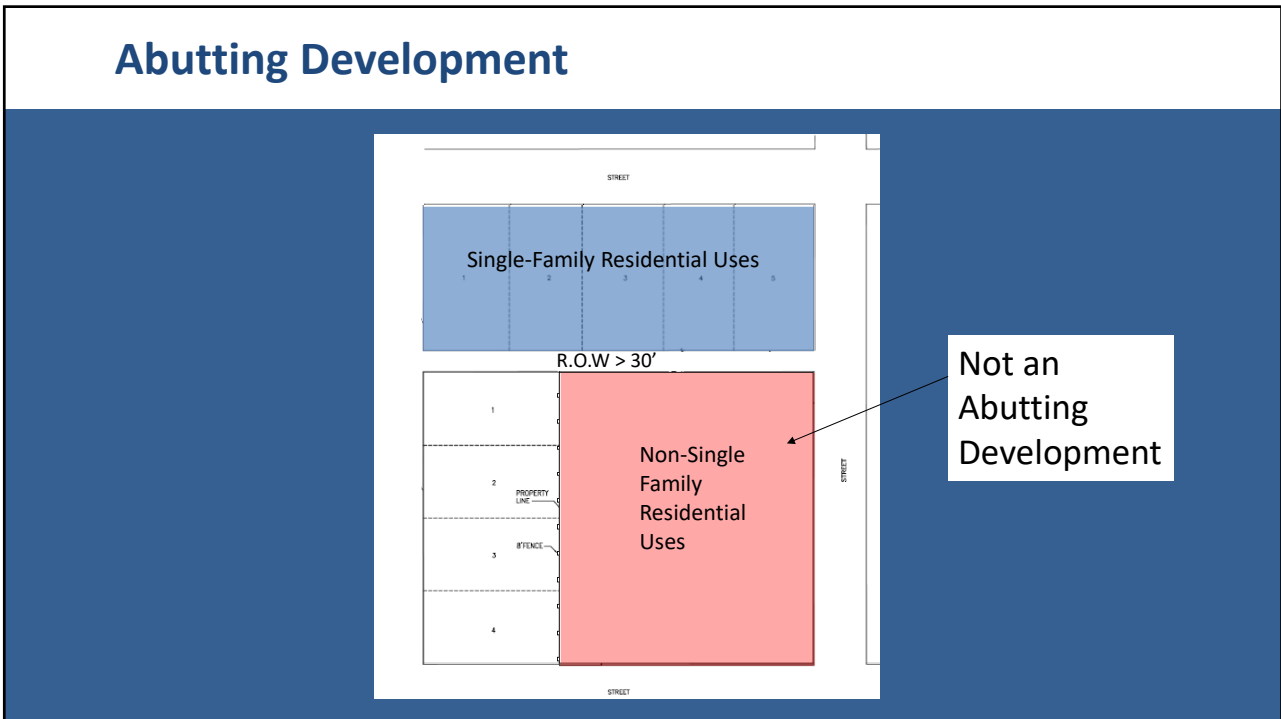 Abutting Development
STREET
Single-Family Residential Uses
1 2 3 4 5
R.O.W > 30’
1
2
3
4
PROPERTY
LINE
8'FENCE
Non-Single
Family
Residential
Uses
STREET
Not an
Abutting
Development
STREET